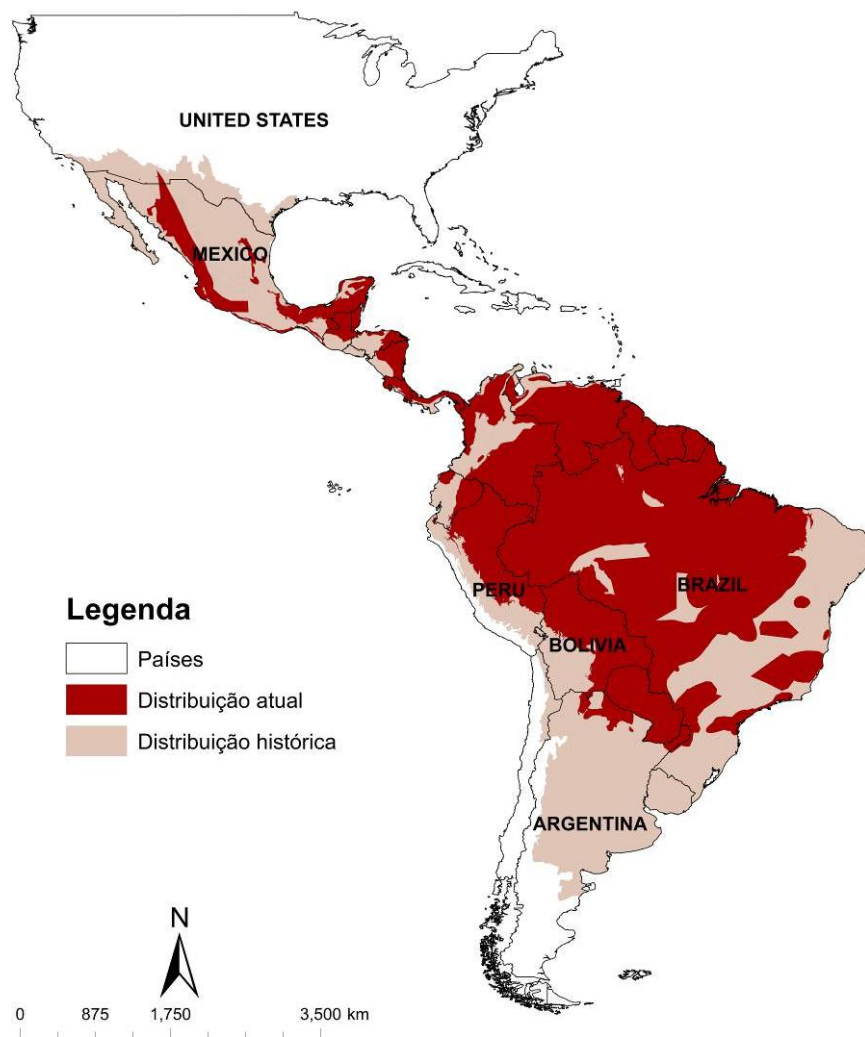 UNITED STATES
MEXICO
PERU
BRAZIL
BOLIVIA
ARGENTINA
Legenda
Países
Distribuição atual
Distribuição histórica
N
0 875 1,750 3,500 km